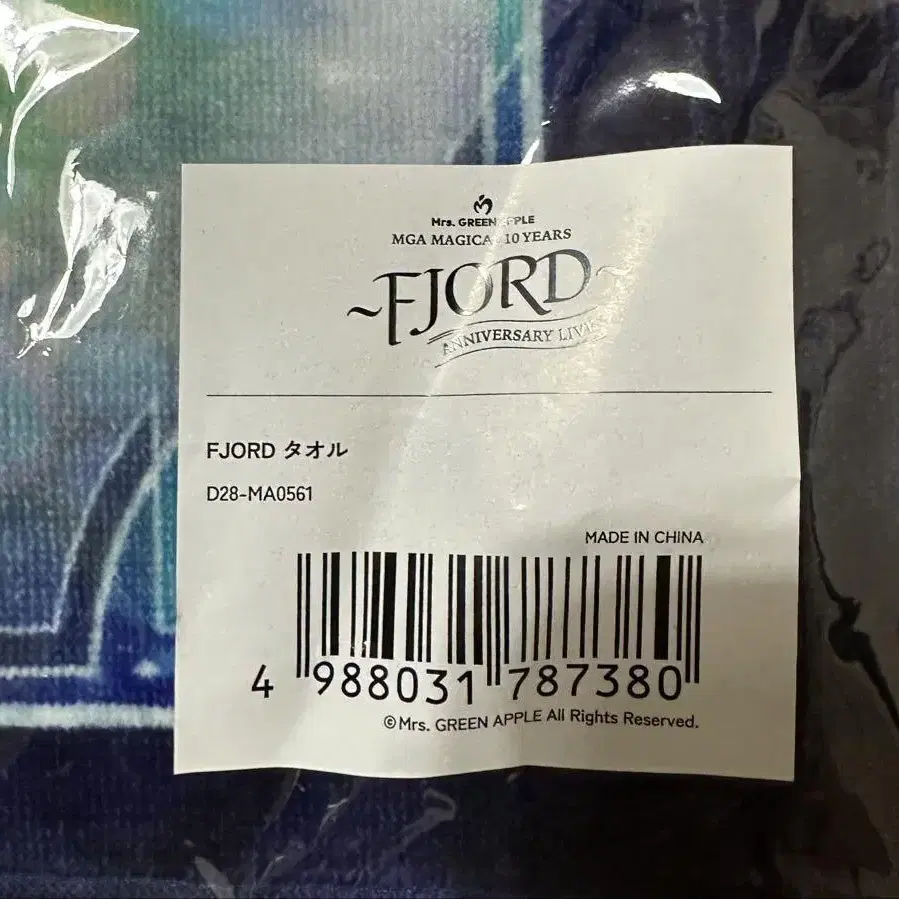 Mrs. GREEN APPLE
MGA MAGICAL 10 YEARS
~FJORD~
ANNIVERSARY LIVE
FJORD タオル
D28-MA0561
MADE IN CHINA
4 988031 787380
©Mrs. GREEN APPLE All Rights Reserved.